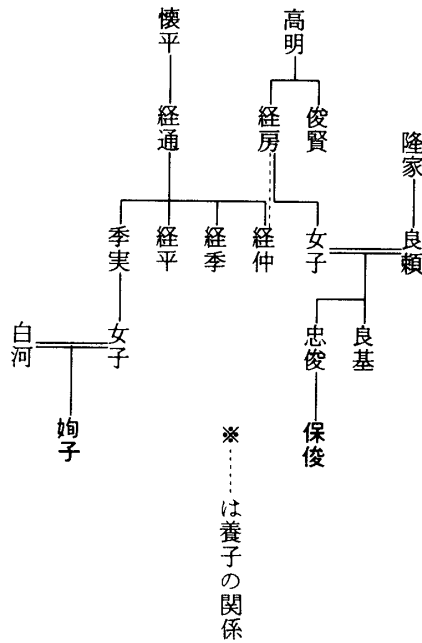 隆家
良頼
高明
俊賢
経房
女子
良基
忠俊
保俊
懐平
経通
経仲
経季
経平
季実
女子
白河
姰子
※……は養子の関係